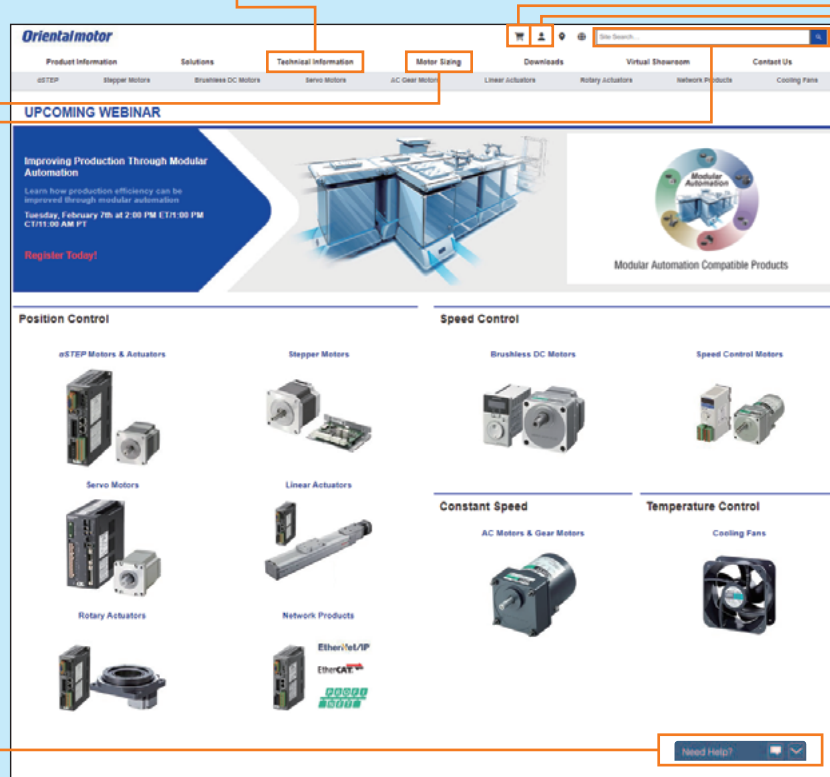 Orientalmotor
Site Search...
Product Information Solutions Technical Information Motor Sizing Downloads Virtual Showroom Contact Us
αSTEP Stepper Motors Brushless DC Motors Servo Motors AC Gear Motors Linear Actuators Rotary Actuators Network Products Cooling Fans
UPCOMING WEBINAR
Improving Production Through Modular
Automation
Learn how production efficiency can be
improved through modular automation
Tuesday, February 7th at 2:00 PM ET/1:00 PM
CT/11:00 AM PT
Register Today!
Modular
Automation
Modular Automation Compatible Products
Position Control
αSTEP Motors & Actuators
Stepper Motors
Servo Motors
Linear Actuators
Rotary Actuators
Network Products
EtherNet/IP
EtherCAT
PROFI
NET
Speed Control
Brushless DC Motors
Speed Control Motors
Constant Speed
AC Motors & Gear Motors
Temperature Control
Cooling Fans
Need Help?